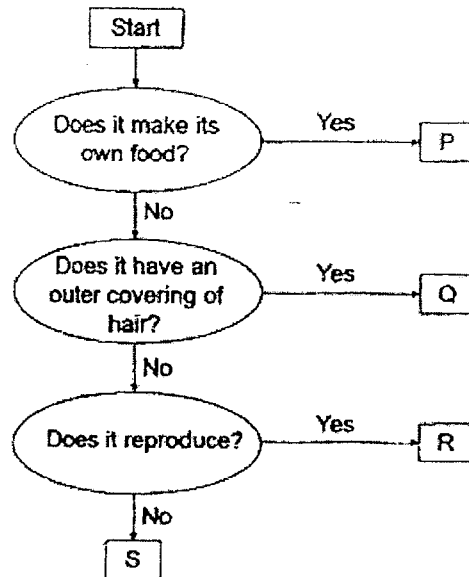 Start
Does it make its
own food?
Yes
P
No
Does it have an
outer covering of
hair?
Yes
Q
No
Does it reproduce?
Yes
R
No
S